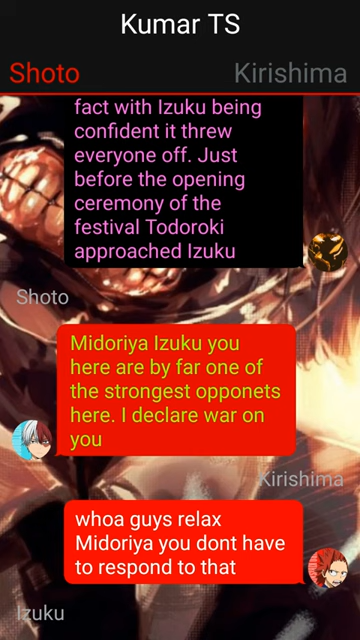 Kumar TS
Shoto Kirishima
fact with Izuku being
confident it threw
everyone off. Just
before the opening
ceremony of the
festival Todoroki
approached Izuku
Shoto
Midoriya Izuku you
here are by far one of
the strongest opponets
here. I declare war on
you
Kirishima
whoa guys relax
Midoriya you dont have
to respond to that
Izuku